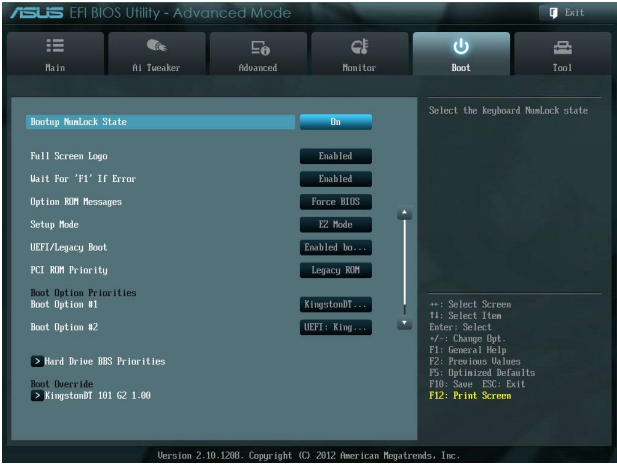 ASUS EFI BIOS Utility - Advanced Mode
Exit
Main
Ai Tweaker
Advanced
Monitor
Boot
Tool
Bootup NumLock State
On
Full Screen Logo
Enabled
Wait For 'F1' If Error
Enabled
Option ROM Messages
Force BIOS
Setup Mode
EZ Mode
UEFI/Legacy Boot
Enabled bo...
PCI ROM Priority
Legacy ROM
Boot Option Priorities
Boot Option #1
KingstonDT...
Boot Option #2
UEFI: King...
> Hard Drive BBS Priorities
Boot Override
> KingstonDT 101 G2 1.00
Select the keyboard NumLock state
→←: Select Screen
↑↓: Select Item
Enter: Select
+/-: Change Opt.
F1: General Help
F2: Previous Values
F5: Optimized Defaults
F10: Save ESC: Exit
F12: Print Screen
Version 2.10.1208. Copyright (C) 2012 American Megatrends, Inc.